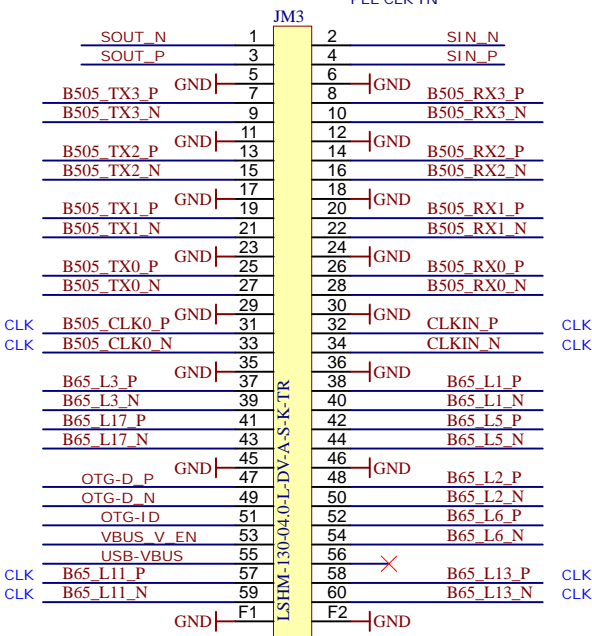 JM3
SOUT_N 1 2 SIN_N
SOUT_P 3 4 SIN_P
GND 5 6 GND
B505_TX3_P 7 8 B505_RX3_P
B505_TX3_N 9 10 B505_RX3_N
GND 11 12 GND
B505_TX2_P 13 14 B505_RX2_P
B505_TX2_N 15 16 B505_RX2_N
GND 17 18 GND
B505_TX1_P 19 20 B505_RX1_P
B505_TX1_N 21 22 B505_RX1_N
GND 23 24 GND
B505_TX0_P 25 26 B505_RX0_P
B505_TX0_N 27 28 B505_RX0_N
GND 29 30 GND
CLK B505_CLK0_P 31 32 CLKIN_P CLK
CLK B505_CLK0_N 33 34 CLKIN_N CLK
GND 35 36 GND
B65_L3_P 37 38 B65_L1_P
B65_L3_N 39 40 B65_L1_N
B65_L17_P 41 42 B65_L5_P
B65_L17_N 43 44 B65_L5_N
GND 45 46 GND
OTG-D_P 47 48 B65_L2_P
OTG-D_N 49 50 B65_L2_N
OTG-ID 51 52 B65_L6_P
VBUS_V_EN 53 54 B65_L6_N
USB-VBUS 55 56
CLK B65_L11_P 57 58 B65_L13_P CLK
CLK B65_L11_N 59 60 B65_L13_N CLK
GND F1 F2 GND
LSHM-130-04.0-L-DV-A-S-K-TR